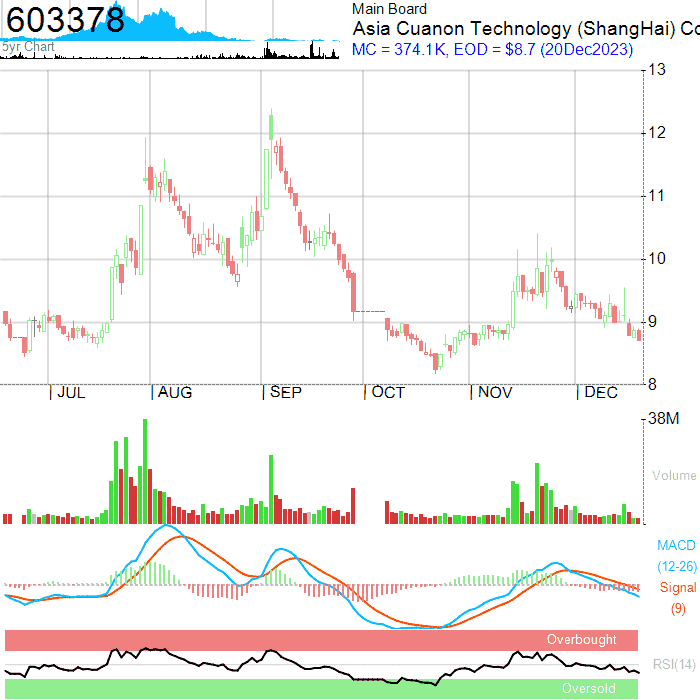 603378
5yr Chart
Main Board
Asia Cuanon Technology (ShangHai) Co
MC = 374.1K, EOD = $8.7 (20Dec2023)
13
12
11
10
9
8
JUL AUG SEP OCT NOV DEC
38M
Volume
MACD
(12-26)
Signal
(9)
Overbought
RSI(14)
Oversold